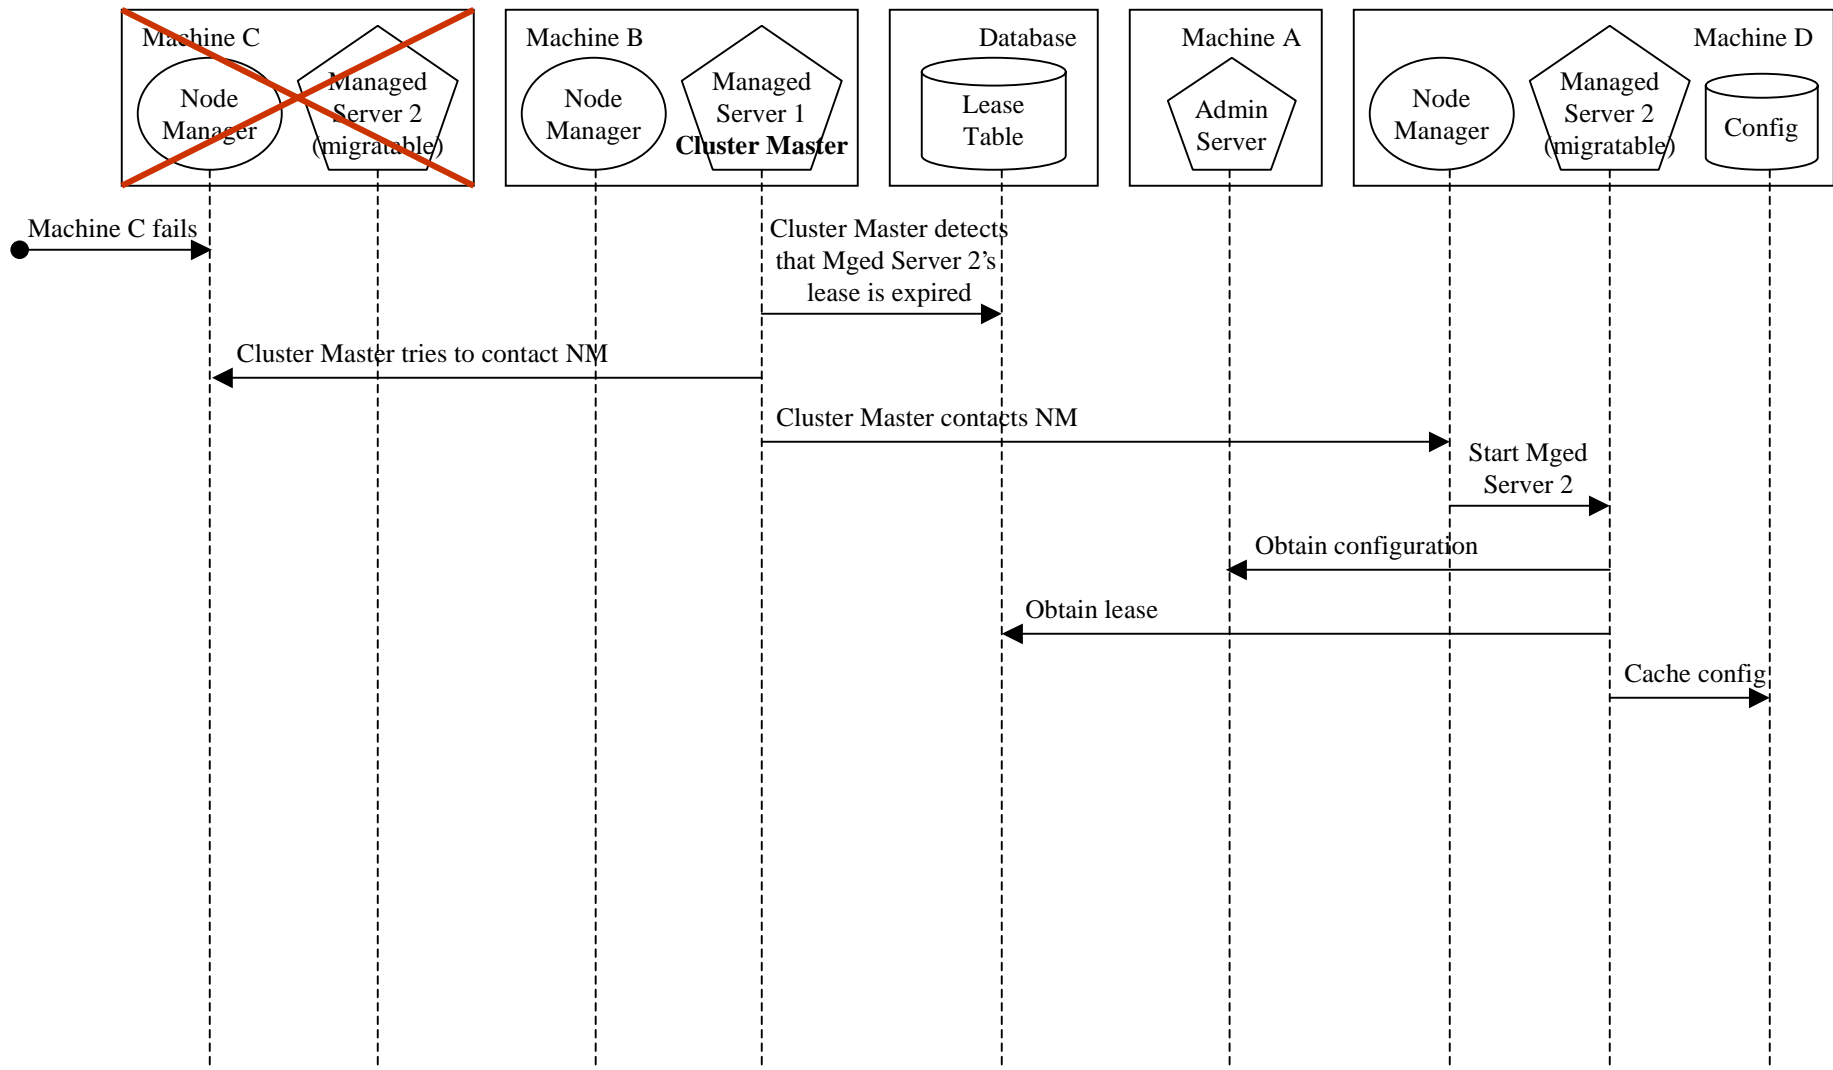 Machine C
Node
Manager
Managed
Server 2
(migratable)
Machine B
Node
Manager
Managed
Server 1
Cluster Master
Database
Lease
Table
Machine A
Admin
Server
Machine D
Node
Manager
Managed
Server 2
(migratable)
Config
Machine C fails
Cluster Master detects
that Mged Server 2’s
lease is expired
Cluster Master tries to contact NM
Cluster Master contacts NM
Start Mged
Server 2
Obtain configuration
Obtain lease
Cache config